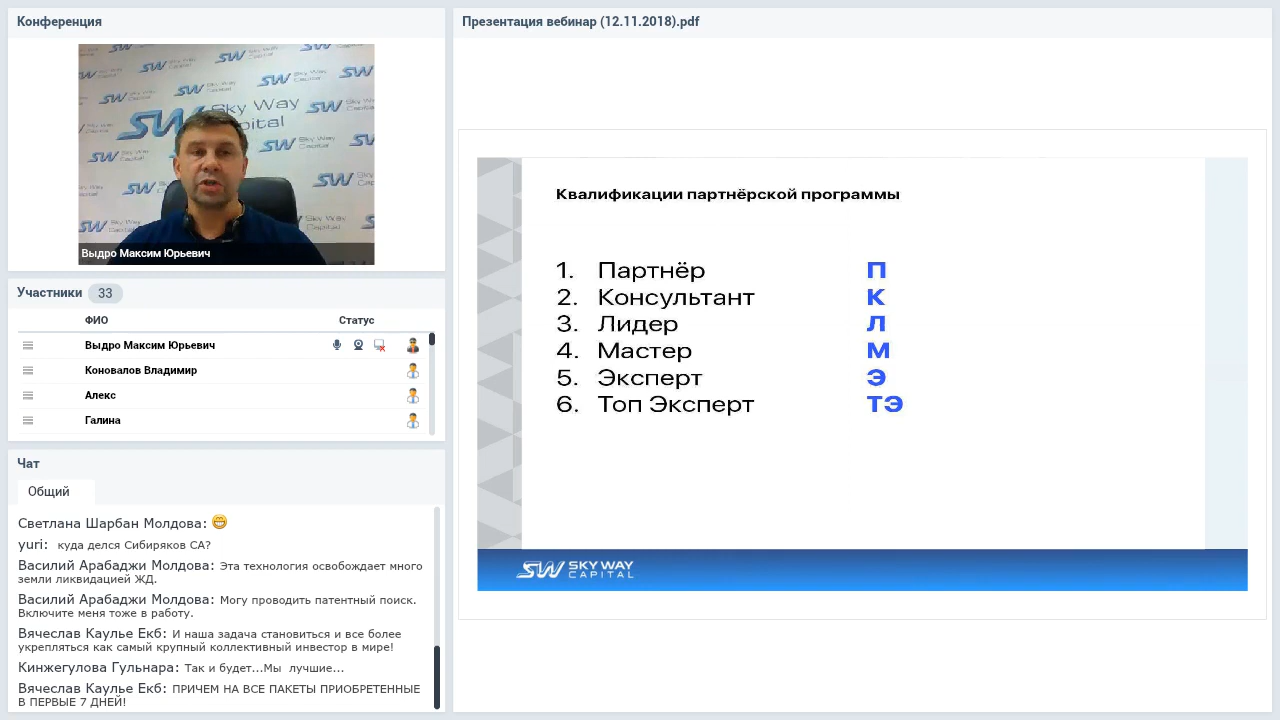 Конференция
SW Sky Way Capital
Выдро Максим Юрьевич
Участники 33
ФИО Статус
Выдро Максим Юрьевич
Коновалов Владимир
Алекс
Галина
Чат
Общий
Светлана Шарбан Молдова:
yuri: куда делся Сибиряков СА?
Василий Арабаджи Молдова: Эта технология освобождает много
земли ликвидацией ЖД.
Василий Арабаджи Молдова: Могу проводить патентный поиск.
Включите меня тоже в работу.
Вячеслав Каулье Екб: И наша задача становиться и все более
укрепляться как самый крупный коллективный инвестор в мире!
Кинжегулова Гульнара: Так и будет...Мы лучшие...
Вячеслав Каулье Екб: ПРИЧЕМ НА ВСЕ ПАКЕТЫ ПРИОБРЕТЕННЫЕ
В ПЕРВЫЕ 7 ДНЕЙ!
Презентация вебинар (12.11.2018).pdf
Квалификации партнёрской программы
1. Партнёр П
2. Консультант К
3. Лидер Л
4. Мастер М
5. Эксперт Э
6. Топ Эксперт ТЭ
SW SKY WAY
CAPITAL